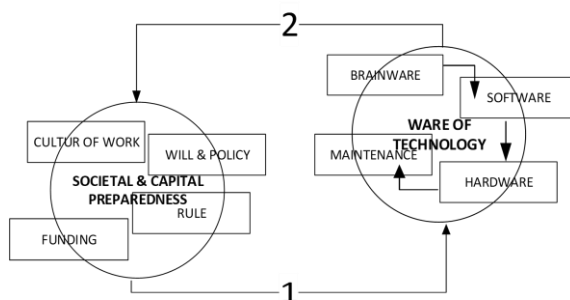 2
BRAINWARE
SOFTWARE
WARE OF
TECHNOLOGY
MAINTENANCE
HARDWARE
CULTUR OF WORK
WILL & POLICY
SOCIETAL & CAPITAL
PREPAREDNESS
RULE
FUNDING
1